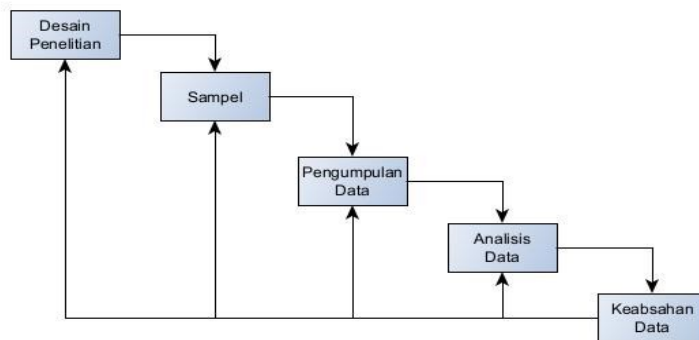 Desain
Penelitian
Sampel
Pengumpulan
Data
Analisis
Data
Keabsahan
Data